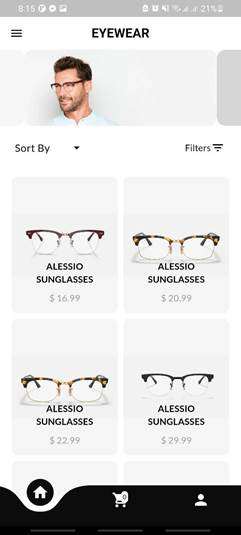 8:15 21%
EYEWEAR
Sort By Filters
ALESSIO
SUNGLASSES
$ 16.99
ALESSIO
SUNGLASSES
$ 20.99
ALESSIO
SUNGLASSES
$ 22.99
ALESSIO
SUNGLASSES
$ 29.99
0